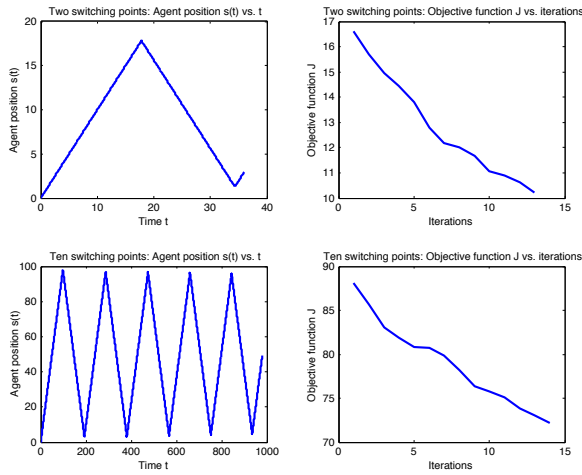 Two switching points: Agent position s(t) vs. t
20
15
10
5
0
Agent position s(t)
0 10 20 30 40
Time t
Two switching points: Objective function J vs. iterations
17
16
15
14
13
12
11
10
Objective function J
0 5 10 15
Iterations
Ten switching points: Agent position s(t) vs. t
100
80
60
40
20
0
Agent position s(t)
0 200 400 600 800 1000
Time t
Ten switching points: Objective function J vs. iterations
90
85
80
75
70
Objective function J
0 5 10 15
Iterations